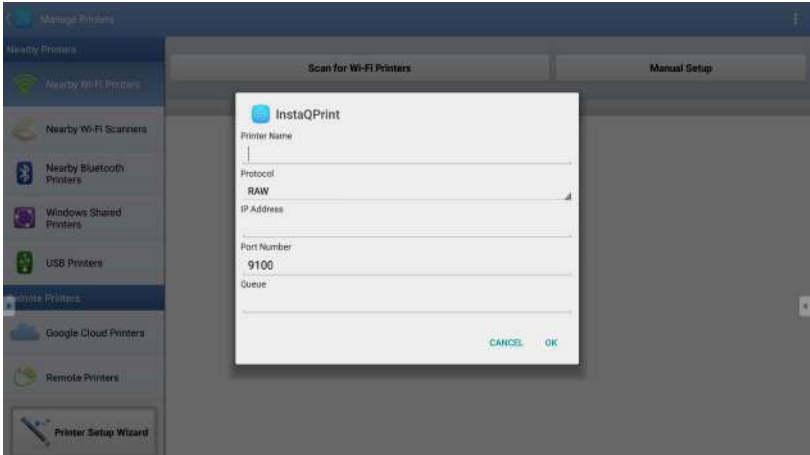 Manage Printers
Nearby Printers
Scan for Wi-Fi Printers
Manual Setup
Nearby Wi-Fi Printers
Nearby Wi-Fi Scanners
Nearby Bluetooth
Printers
Windows Shared
Printers
USB Printers
Remote Printers
Google Cloud Printers
Remote Printers
Printer Setup Wizard
InstaQPrint
Printer Name
Protocol
RAW
IP Address
Port Number
9100
Queue
CANCEL OK